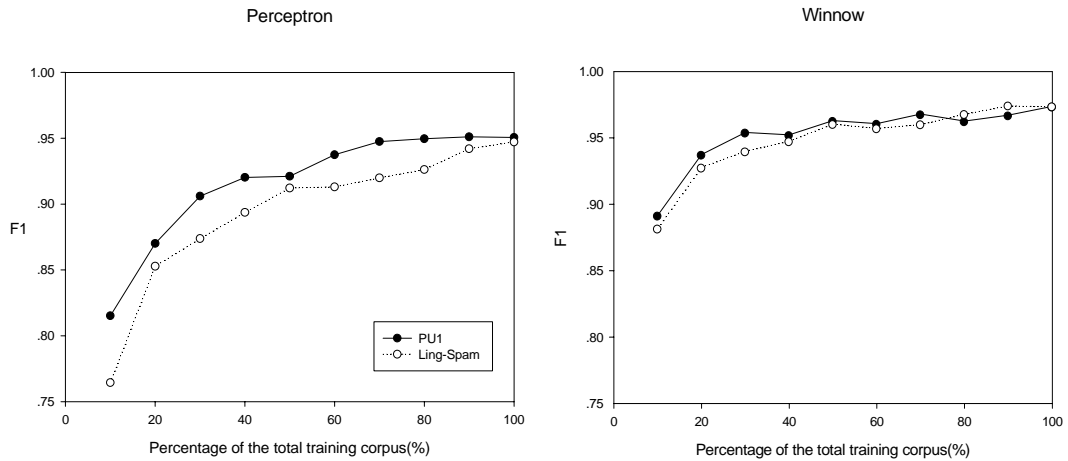 Perceptron
1.00
.95
.90
F1
.85
.80
.75
PU1
Ling-Spam
0 20 40 60 80 100
Percentage of the total training corpus(%)
Winnow
1.00
.95
.90
F1
.85
.80
.75
0 20 40 60 80 100
Percentage of the total training corpus(%)